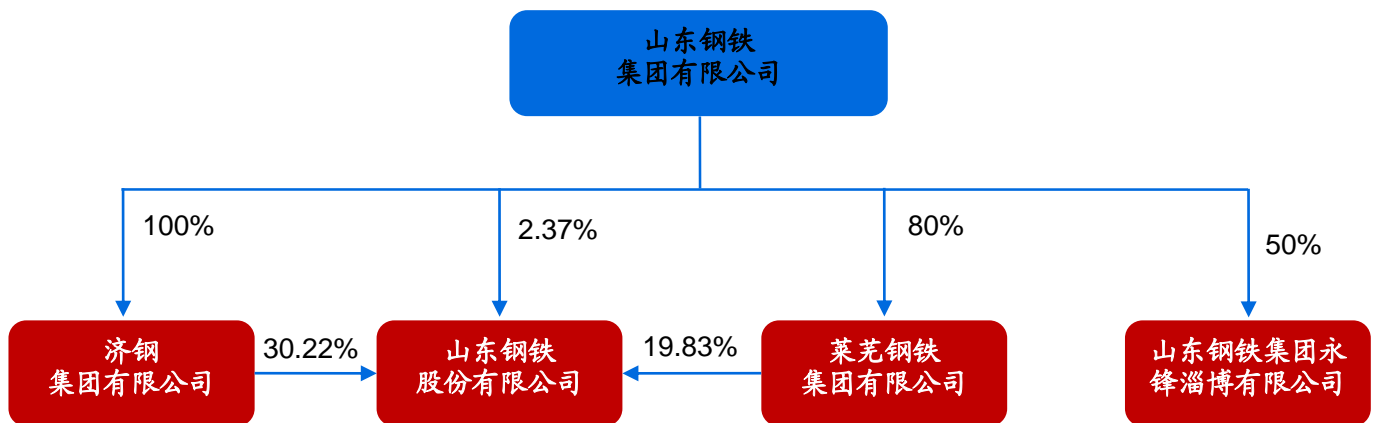 山东钢铁
集团有限公司
100%
2.37%
80%
50%
济钢
集团有限公司
30.22%
山东钢铁
股份有限公司
19.83%
莱芜钢铁
集团有限公司
山东钢铁集团永
锋淄博有限公司